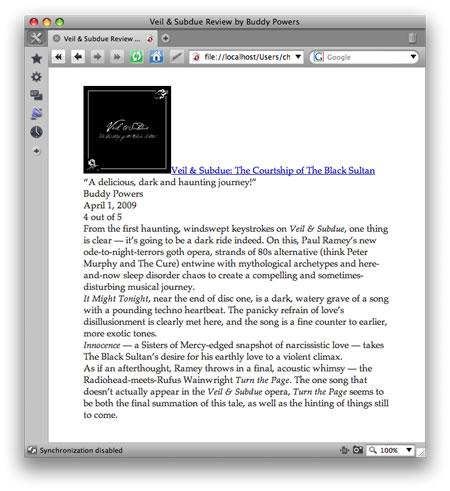 Veil & Subdue Review by Buddy Powers
Veil & Subdue Review ...
file://localhost/Users/ch
Google
Veil & Subdue
Veil & Subdue: The Courtship of The Black Sultan
“A delicious, dark and haunting journey!”
Buddy Powers
April 1, 2009
4 out of 5
From the first haunting, windswept keystrokes on Veil & Subdue, one thing
is clear — it’s going to be a dark ride indeed. On this, Paul Ramey’s new
ode-to-night-terrors goth opera, strands of 80s alternative (think Peter
Murphy and The Cure) entwine with mythological archetypes and here-
and-now sleep disorder chaos to create a compelling and sometimes-
disturbing musical journey.
It Might Tonight, near the end of disc one, is a dark, watery grave of a song
with a pounding techno heartbeat. The panicky refrain of love’s
disillusionment is clearly met here, and the song is a fine counter to earlier,
more exotic tones.
Innocence — a Sisters of Mercy-edged snapshot of narcissistic love — takes
The Black Sultan’s desire for his earthly love to a violent climax.
As if an afterthought, Ramey throws in a final, acoustic whimsy — the
Radiohead-meets-Rufus Wainwright Turn the Page. The one song that
doesn’t actually appear in the Veil & Subdue opera, Turn the Page seems to
be both the final summation of this tale, as well as the hinting of things still
to come.
Synchronization disabled
100%